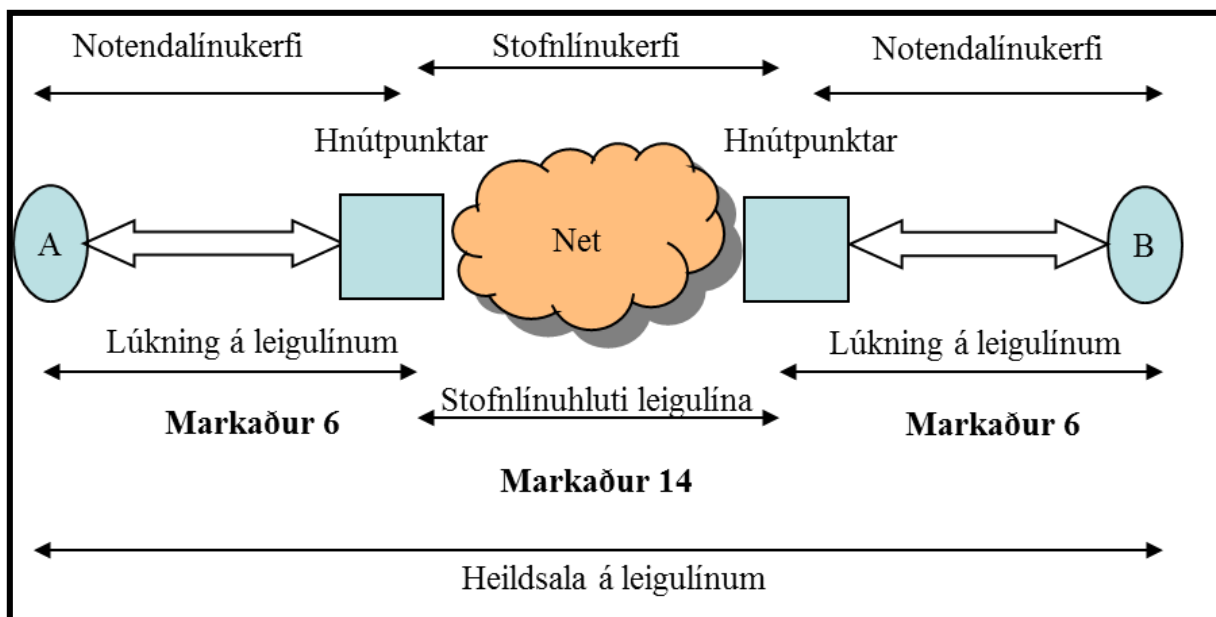 Notendalínukerfi
Stofnlínukerfi
Notendalínukerfi
Hnútpunktar
Hnútpunktar
A
Net
B
Lúkning á leigulínum
Lúkning á leigulínum
Stofnlínuhluti leigulína
Markaður 6
Markaður 6
Markaður 14
Heildsala á leigulínum